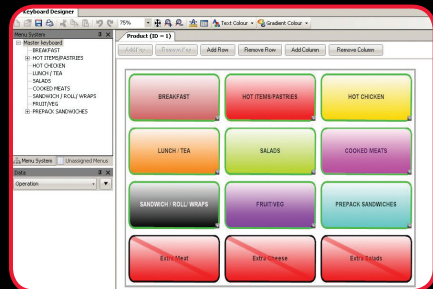 Keyboard Designer
75%
Text Colour
Gradient Colour
Menu System
Product (ID = 1)
Master keyboard
BREAKFAST
HOT ITEMS/PASTRIES
HOT CHICKEN
LUNCH / TEA
SALADS
COOKED MEATS
SANDWICH / ROLL/ WRAPS
FRUIT/VEG
PREPACK SANDWICHES
Menu System
Unassigned Menus
Data
Operation
Add Row
Remove Row
Add Column
Remove Column
BREAKFAST
HOT ITEMS/PASTRIES
HOT CHICKEN
LUNCH / TEA
SALADS
COOKED MEATS
SANDWICH / ROLL/ WRAPS
FRUIT/VEG
PREPACK SANDWICHES
Extra Meat
Extra Cheese
Extra Salads